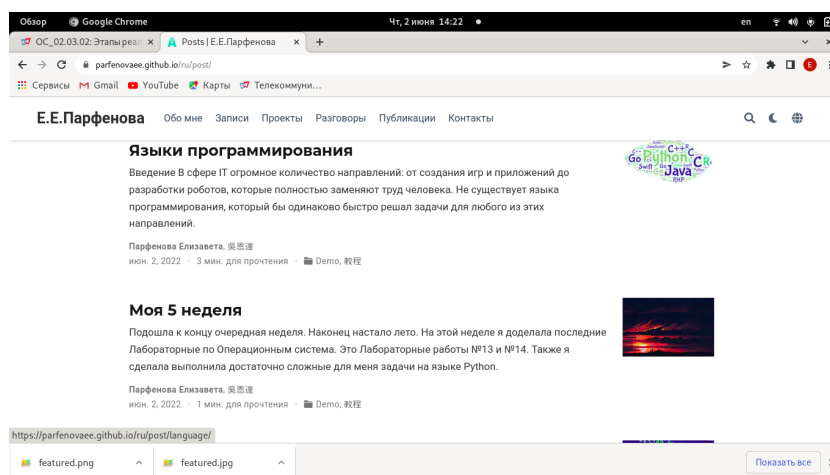 Обзор Google Chrome Чт, 2 июня 14:22 en
ОС_02.03.02: Этапы реал Posts | Е.Е.Парфенова
parfenovaee.github.io/ru/post/ E
Сервисы Gmail YouTube Карты Телекоммуни...
Е.Е.Парфенова Обо мне Записи Проекты Разговоры Публикации Контакты
Языки программирования
Введение В сфере IT огромное количество направлений: от создания игр и приложений до
разработки роботов, которые полностью заменяют труд человека. Не существует языка
программирования, который бы одинаково быстро решал задачи для любого из этих
направлений.
Парфенова Елизавета, 吳恩達
июн. 2, 2022 · 3 мин. для прочтения · Demo, 教程
JavaScript C++
Go Python C
Swift Go Java R
PHP
Моя 5 неделя
Подошла к концу очередная неделя. Наконец настало лето. На этой неделе я доделала последние
Лабораторные по Операционным система. Это Лабораторные работы №13 и №14. Также я
сделала выполнила достаточно сложные для меня задачи на языке Python.
Парфенова Елизавета, 吳恩達
июн. 2, 2022 · 1 мин. для прочтения · Demo, 教程
https://parfenovaee.github.io/ru/post/language/
featured.png featured.jpg Показать все